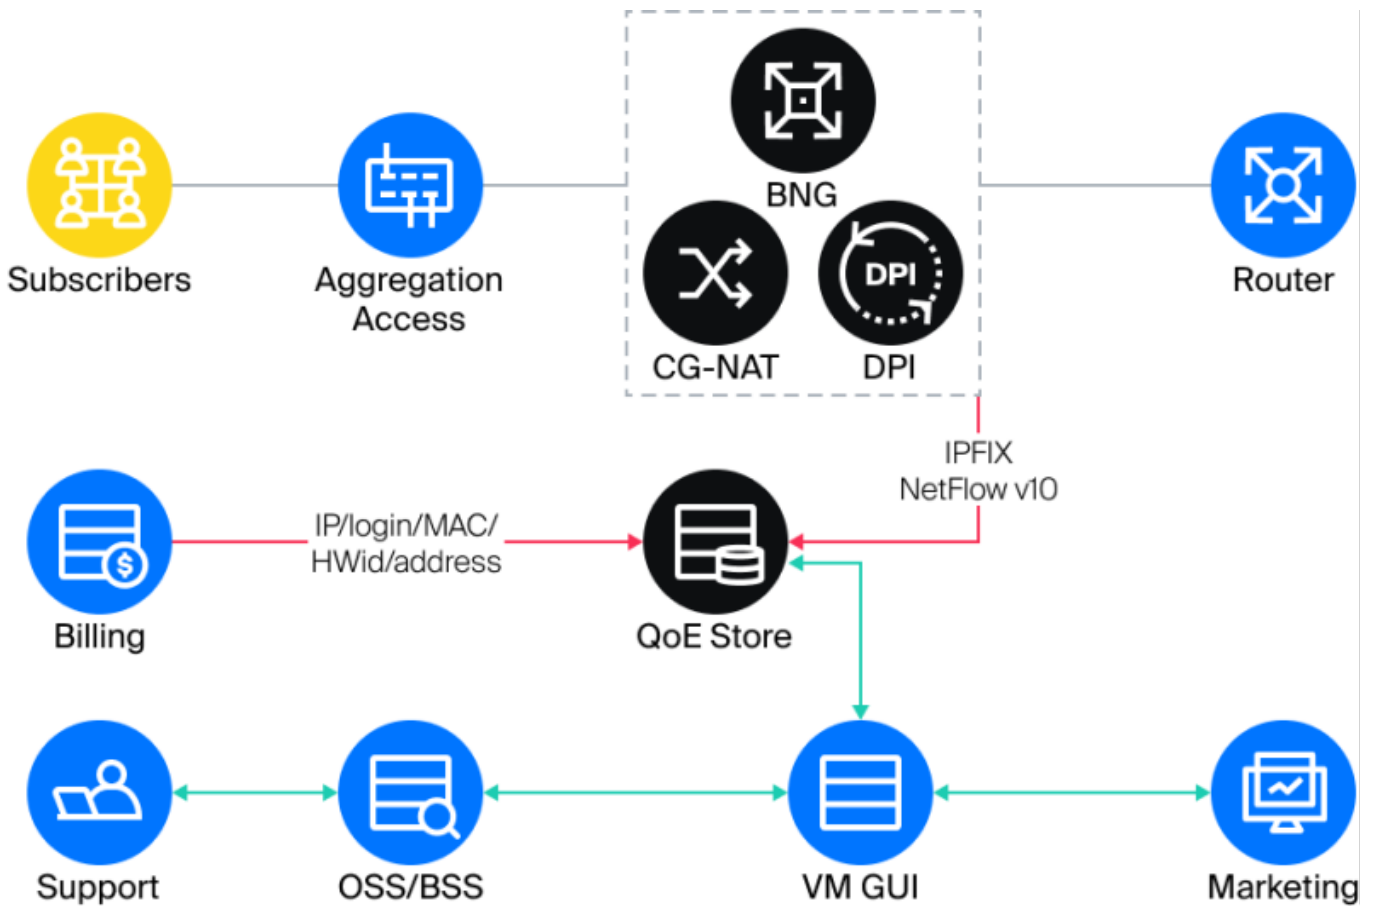 BNG
Subscribers
Aggregation
Access
CG-NAT
DPI
DPI
Router
IPFIX
NetFlow v10
IP/login/MAC/
HWid/address
$
Billing
QoE Store
Support
OSS/BSS
VM GUI
Marketing